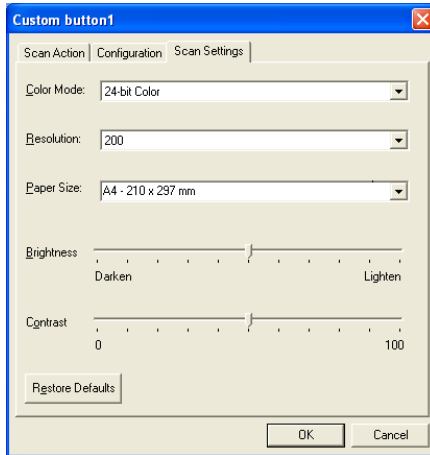 Custom button1
Scan Action Configuration Scan Settings
Color Mode: 24-bit Color
Resolution: 200
Paper Size: A4 - 210 x 297 mm
Brightness
Darken Lighten
Contrast
0 100
Restore Defaults
OK Cancel